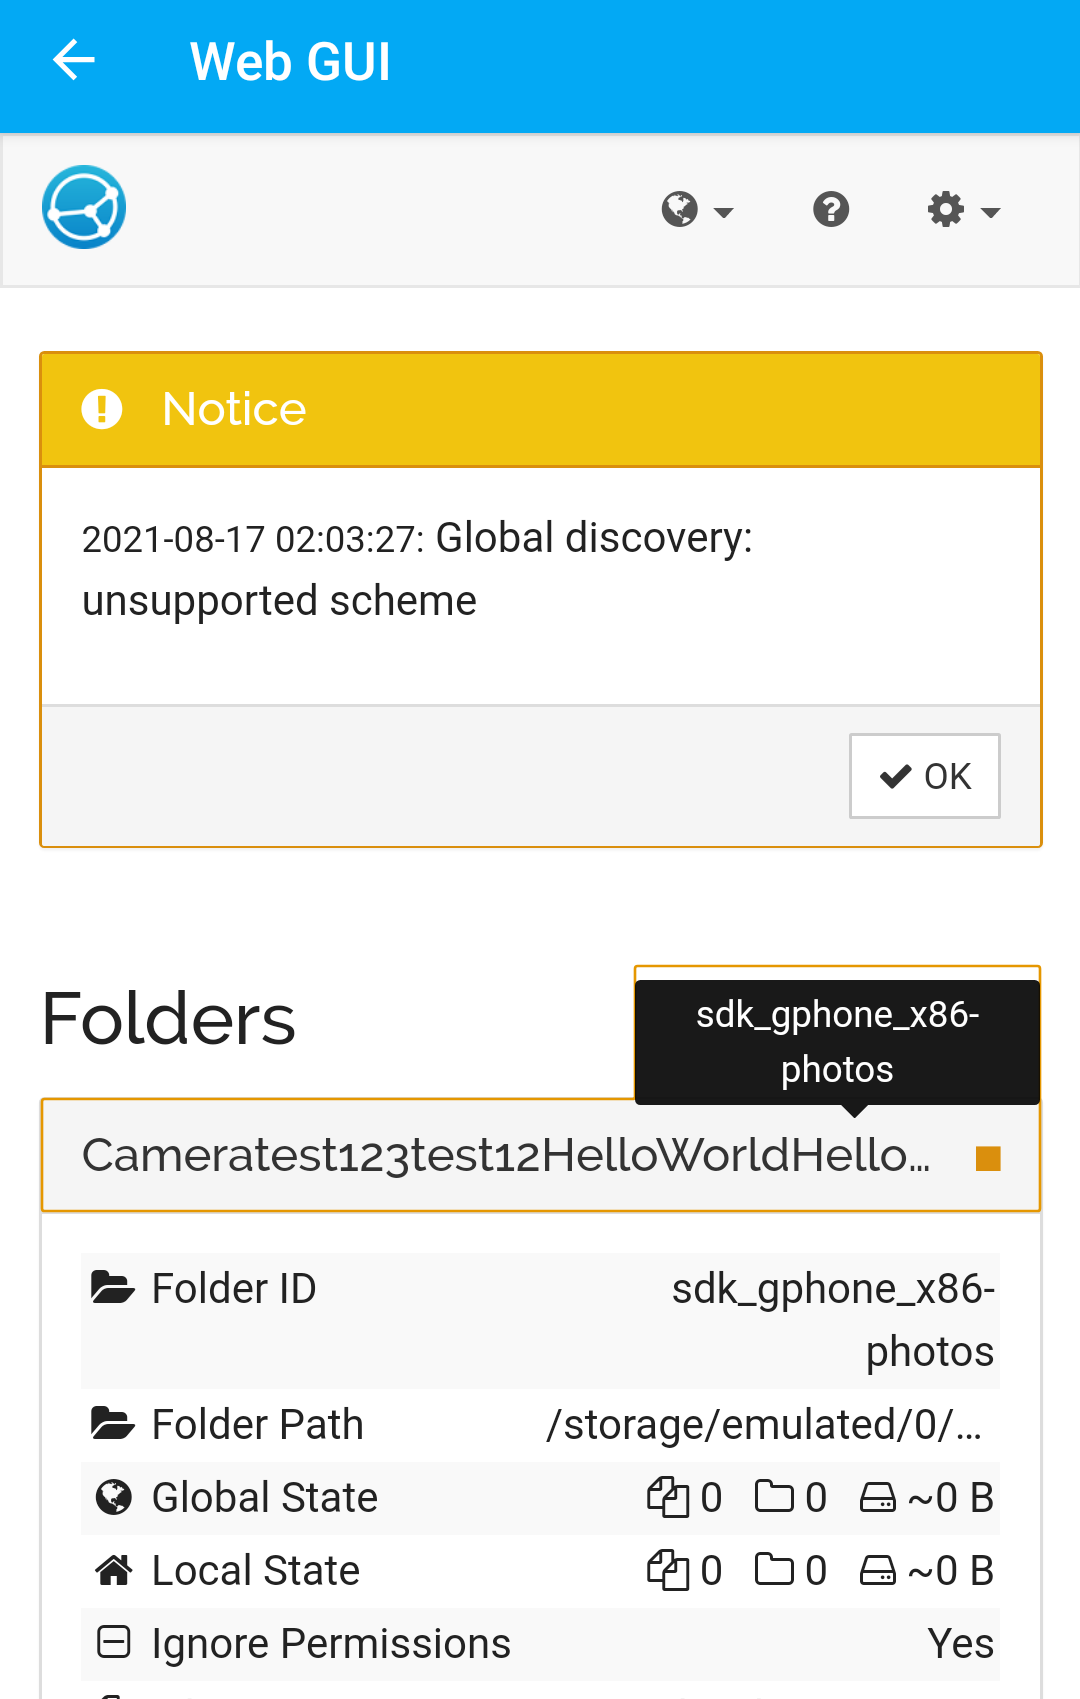 Web GUI
Notice
2021-08-17 02:03:27: Global discovery:
unsupported scheme
OK
Folders
sdk_gphone_x86-
photos
Cameratest123test12HelloWorldHello...
Folder ID
sdk_gphone_x86-
photos
Folder Path
/storage/emulated/0/...
Global State
0 0 ~0 B
Local State
0 0 ~0 B
Ignore Permissions
Yes